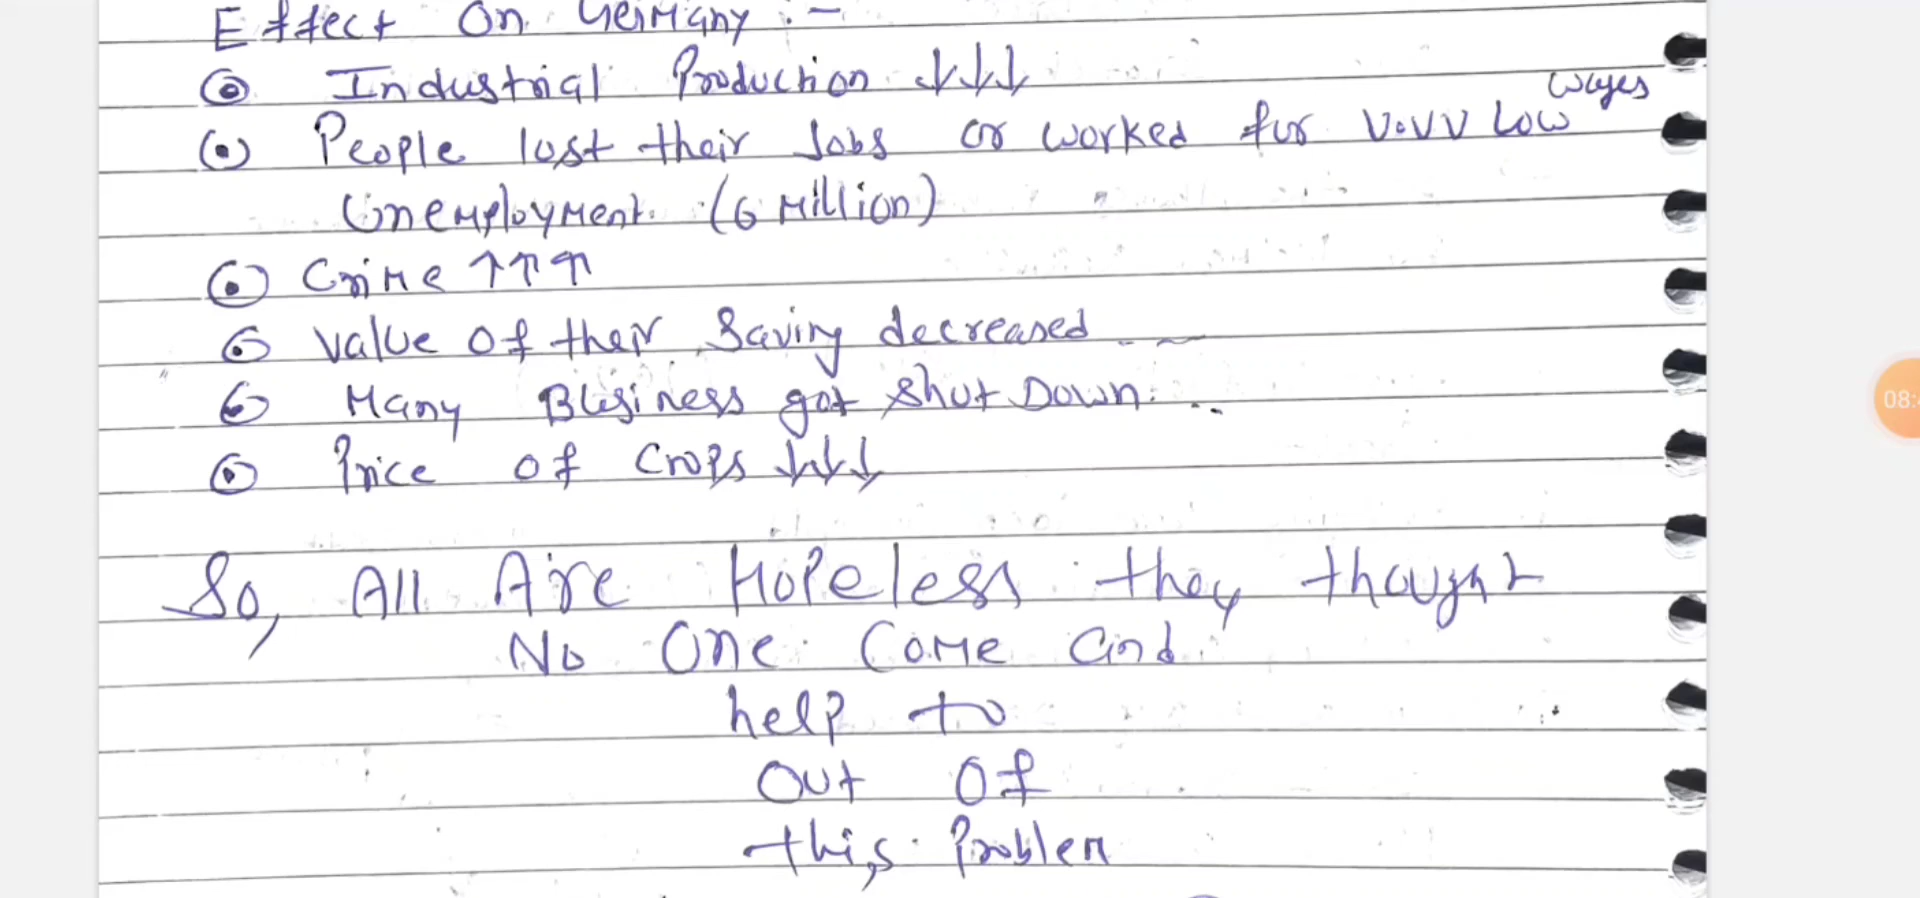 Effect On Germany :-
Industrial Production ↓↓↓
wages
People lost their Jobs or worked for V.V.V Low
Unemployment (6 Million)
Crime ↑↑↑
Value of their Saving decreased
Many Business got Shut Down...
Price of Crops ↓↓↓
So, All Are Hopeless they thought
No One Come and
help to
Out Of
this Problem
08: